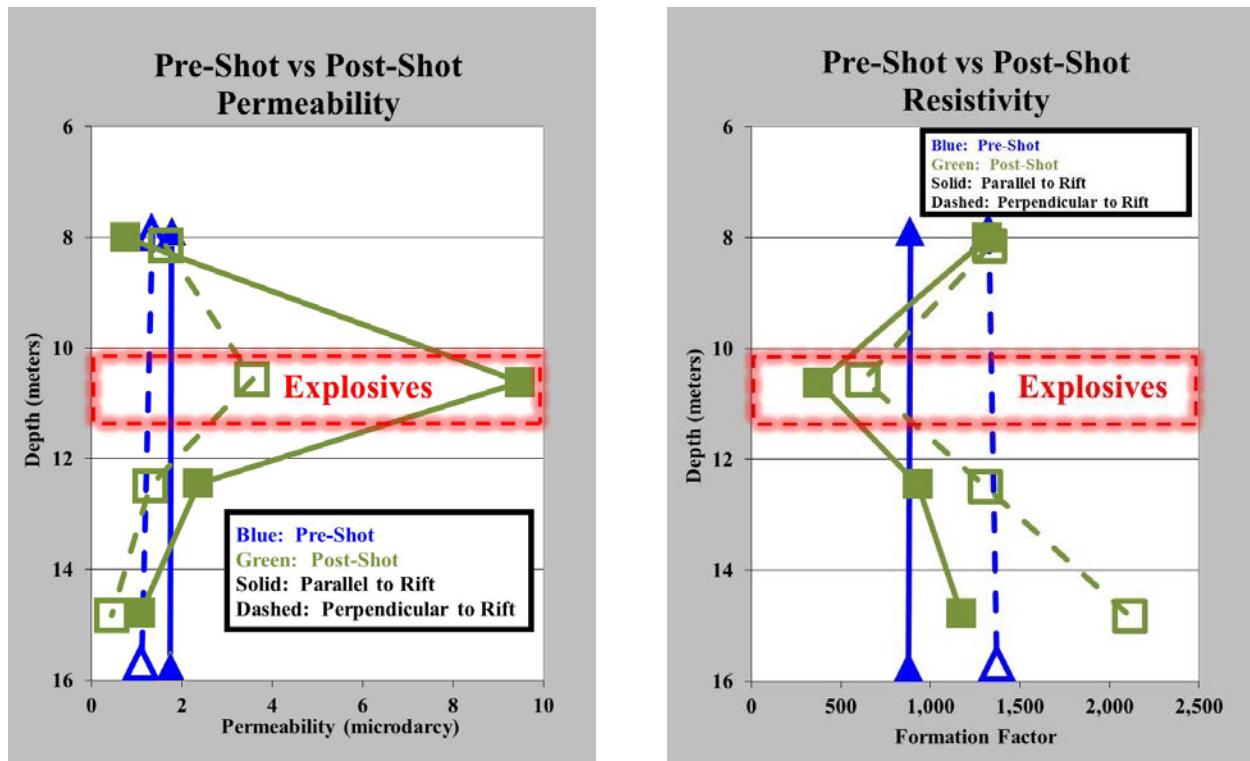 Pre-Shot vs Post-Shot
Permeability
6
8
10
12
14
16
Depth (meters)
Explosives
Blue: Pre-Shot
Green: Post-Shot
Solid: Parallel to Rift
Dashed: Perpendicular to Rift
0 2 4 6 8 10
Permeability (microdarcy)
Pre-Shot vs Post-Shot
Resistivity
6
8
10
12
14
16
Depth (meters)
Blue: Pre-Shot
Green: Post-Shot
Solid: Parallel to Rift
Dashed: Perpendicular to Rift
Explosives
0 500 1,000 1,500 2,000 2,500
Formation Factor